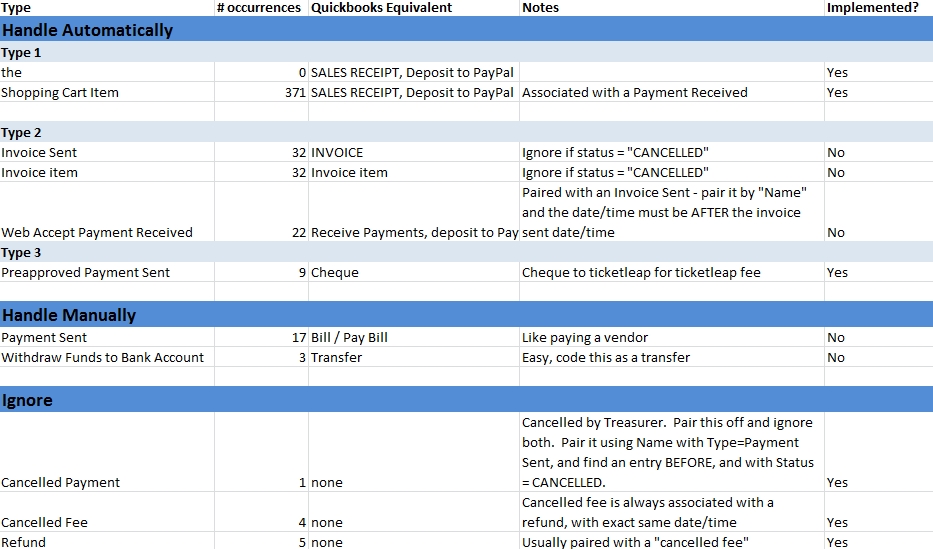 Type # occurrences Quickbooks Equivalent Notes Implemented?
Handle Automatically
Type 1
the 0 SALES RECEIPT, Deposit to PayPal Yes
Shopping Cart Item 371 SALES RECEIPT, Deposit to PayPal Associated with a Payment Received Yes
Type 2
Invoice Sent 32 INVOICE Ignore if status = "CANCELLED" No
Invoice item 32 Invoice item Ignore if status = "CANCELLED" No
Paired with an Invoice Sent - pair it by "Name"
and the date/time must be AFTER the invoice
Web Accept Payment Received 22 Receive Payments, deposit to Pay sent date/time No
Type 3
Preapproved Payment Sent 9 Cheque Cheque to ticketleap for ticketleap fee Yes
Handle Manually
Payment Sent 17 Bill / Pay Bill Like paying a vendor No
Withdraw Funds to Bank Account 3 Transfer Easy, code this as a transfer No
Ignore
Cancelled by Treasurer. Pair this off and ignore
both. Pair it using Name with Type=Payment
Sent, and find an entry BEFORE, and with Status
Cancelled Payment 1 none = CANCELLED. Yes
Cancelled fee is always associated with a
Cancelled Fee 4 none refund, with exact same date/time Yes
Refund 5 none Usually paired with a "cancelled fee" Yes